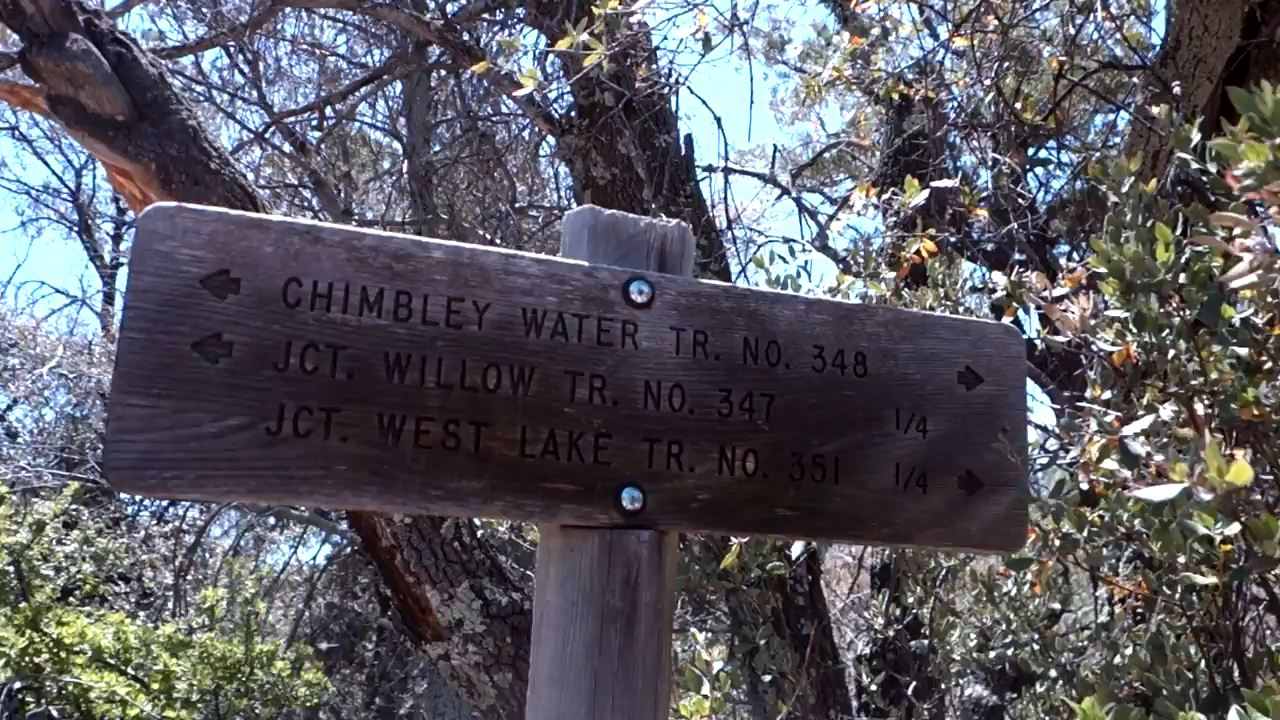 CHIMBLEY WATER TR. NO. 348
JCT. WILLOW TR. NO. 347 1/4
JCT. WEST LAKE TR. NO. 351 1/4